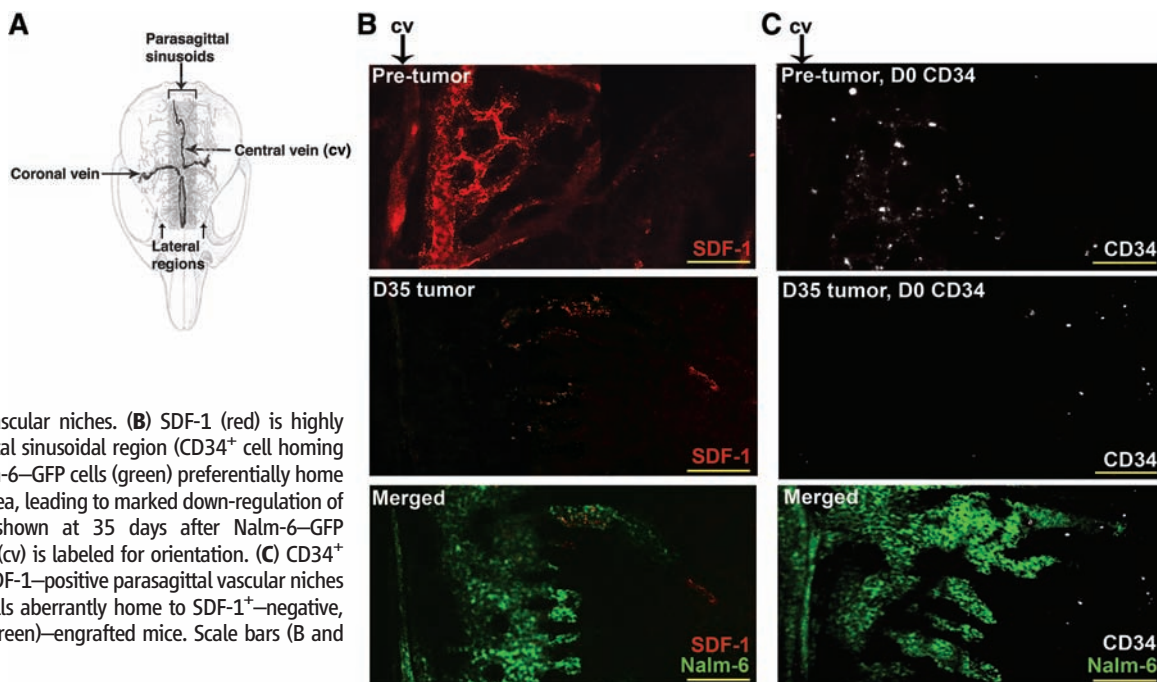 A
Parasagittal
sinusoids
Central vein (cv)
Coronal vein
Lateral
regions
B
cv
Pre-tumor
SDF-1
D35 tumor
SDF-1
Merged
SDF-1
Nalm-6
C
cv
Pre-tumor, D0 CD34
CD34
D35 tumor, D0 CD34
CD34
Merged
CD34
Nalm-6
ascular niches. (B) SDF-1 (red) is highly
al sinusoidal region (CD34⁺ cell homing
n-6–GFP cells (green) preferentially home
ea, leading to marked down-regulation of
shown at 35 days after Nalm-6–GFP
(cv) is labeled for orientation. (C) CD34⁺
DF-1–positive parasagittal vascular niches
lls aberrantly home to SDF-1⁺–negative,
green)–engrafted mice. Scale bars (B and